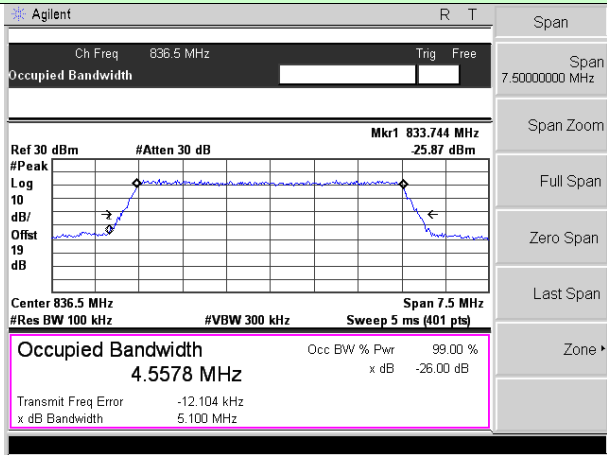 Agilent R T
Span
Ch Freq 836.5 MHz Trig Free
Occupied Bandwidth
Span
7.50000000 MHz
Span Zoom
Mkr1 833.744 MHz
Ref 30 dBm #Atten 30 dB -25.87 dBm
#Peak
Log
10
dB/
Offst
19
dB
Full Span
Zero Span
Last Span
Center 836.5 MHz Span 7.5 MHz
#Res BW 100 kHz #VBW 300 kHz Sweep 5 ms (401 pts)
Occupied Bandwidth Occ BW % Pwr 99.00 %
4.5578 MHz x dB -26.00 dB
Zone
Transmit Freq Error -12.104 kHz
x dB Bandwidth 5.100 MHz